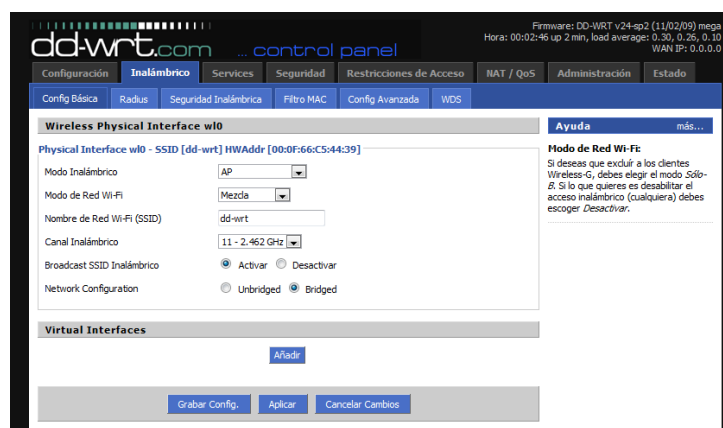 Firmware: DD-WRT v24-sp2 (11/02/09) mega
Hora: 00:02:46 up 2 min, load average: 0.30, 0.26, 0.10
WAN IP: 0.0.0.0
dd-wrt.com ... control panel
Configuración Inalámbrico Services Seguridad Restricciones de Acceso NAT / QoS Administración Estado
Config Básica Radius Seguridad Inalámbrica Filtro MAC Config Avanzada WDS
Wireless Physical Interface wl0
Physical Interface wl0 - SSID [dd-wrt] HWAddr [00:0F:66:C5:44:39]
Modo Inalámbrico AP
Modo de Red Wi-Fi Mezcla
Nombre de Red Wi-Fi (SSID) dd-wrt
Canal Inalámbrico 11 - 2.462 GHz
Broadcast SSID Inalámbrico Activar Desactivar
Network Configuration Unbridged Bridged
Virtual Interfaces
Añadir
Grabar Config. Aplicar Cancelar Cambios
Ayuda más...
Modo de Red Wi-Fi:
Si deseas que excluír a los clientes
Wireless-G, debes elegir el modo Sólo-
B. Si lo que quieres es desabilitar el
acceso inalámbrico (cualquiera) debes
escoger Desactivar.